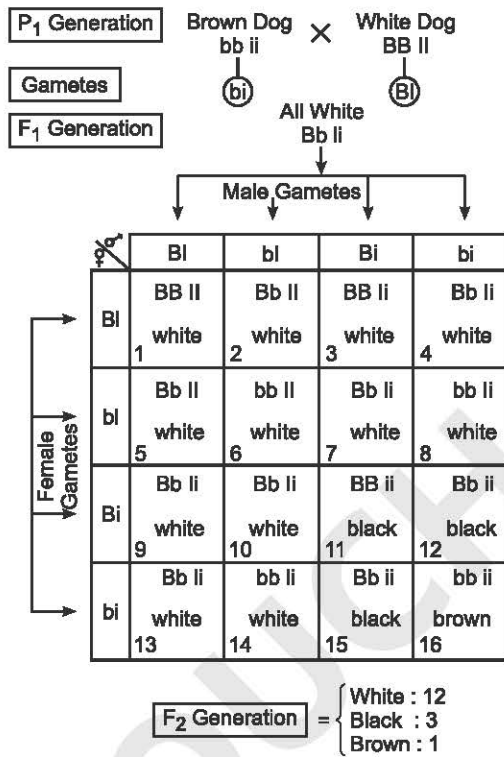 P1 Generation
Brown Dog × White Dog
bb ii BB II
Gametes
bi BI
F1 Generation
All White
Bb Ii
Male Gametes
♀ ♂ BI bI Bi bi
Female Gametes
BI
BB II Bb II BB Ii Bb Ii
white white white white
1 2 3 4
bI
Bb II bb II Bb Ii bb Ii
white white white white
5 6 7 8
Bi
Bb Ii Bb Ii BB ii Bb ii
white white black black
9 10 11 12
bi
Bb Ii bb Ii Bb ii bb ii
white white black brown
13 14 15 16
F2 Generation =
White : 12
Black : 3
Brown : 1
OUCH